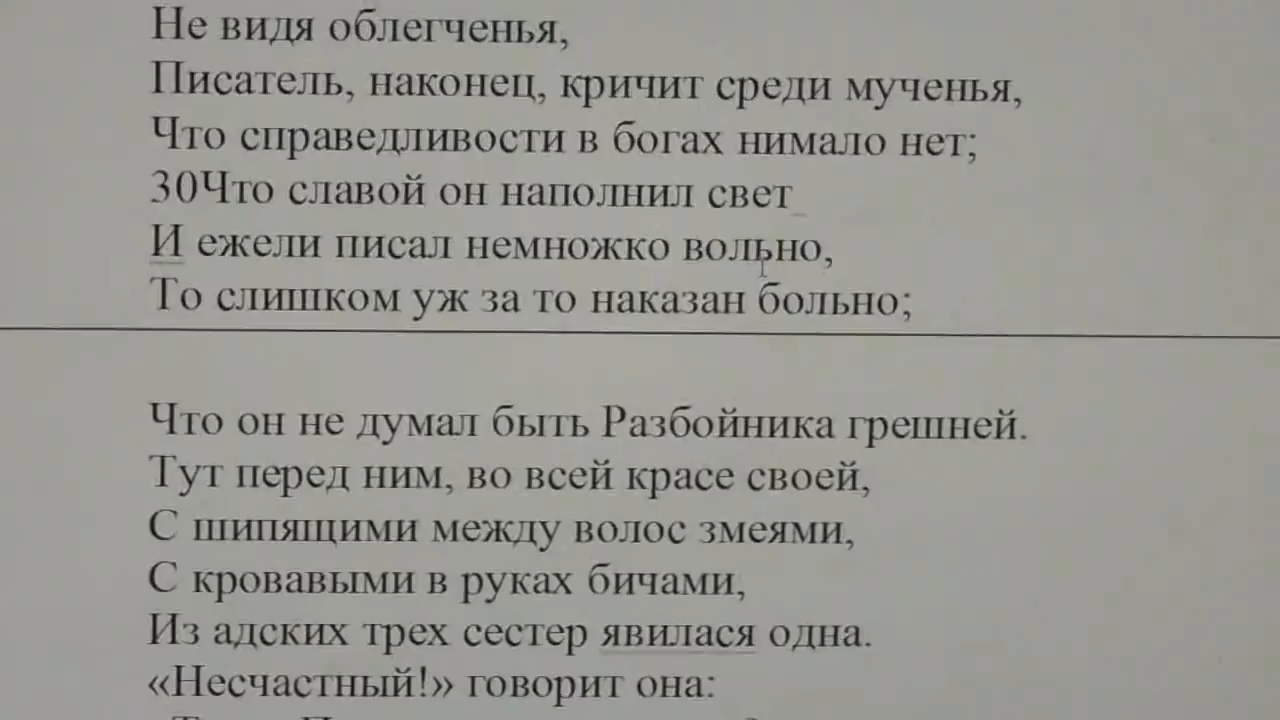 Не видя облегченья,
Писатель, наконец, кричит среди мученья,
Что справедливости в богах нимало нет;
30Что славой он наполнил свет
И ежели писал немножко вольно,
То слишком уж за то наказан больно;
Что он не думал быть Разбойника грешней.
Тут перед ним, во всей красе своей,
С шипящими между волос змеями,
С кровавыми в руках бичами,
Из адских трех сестер явилася одна.
«Несчастный!» говорит она: